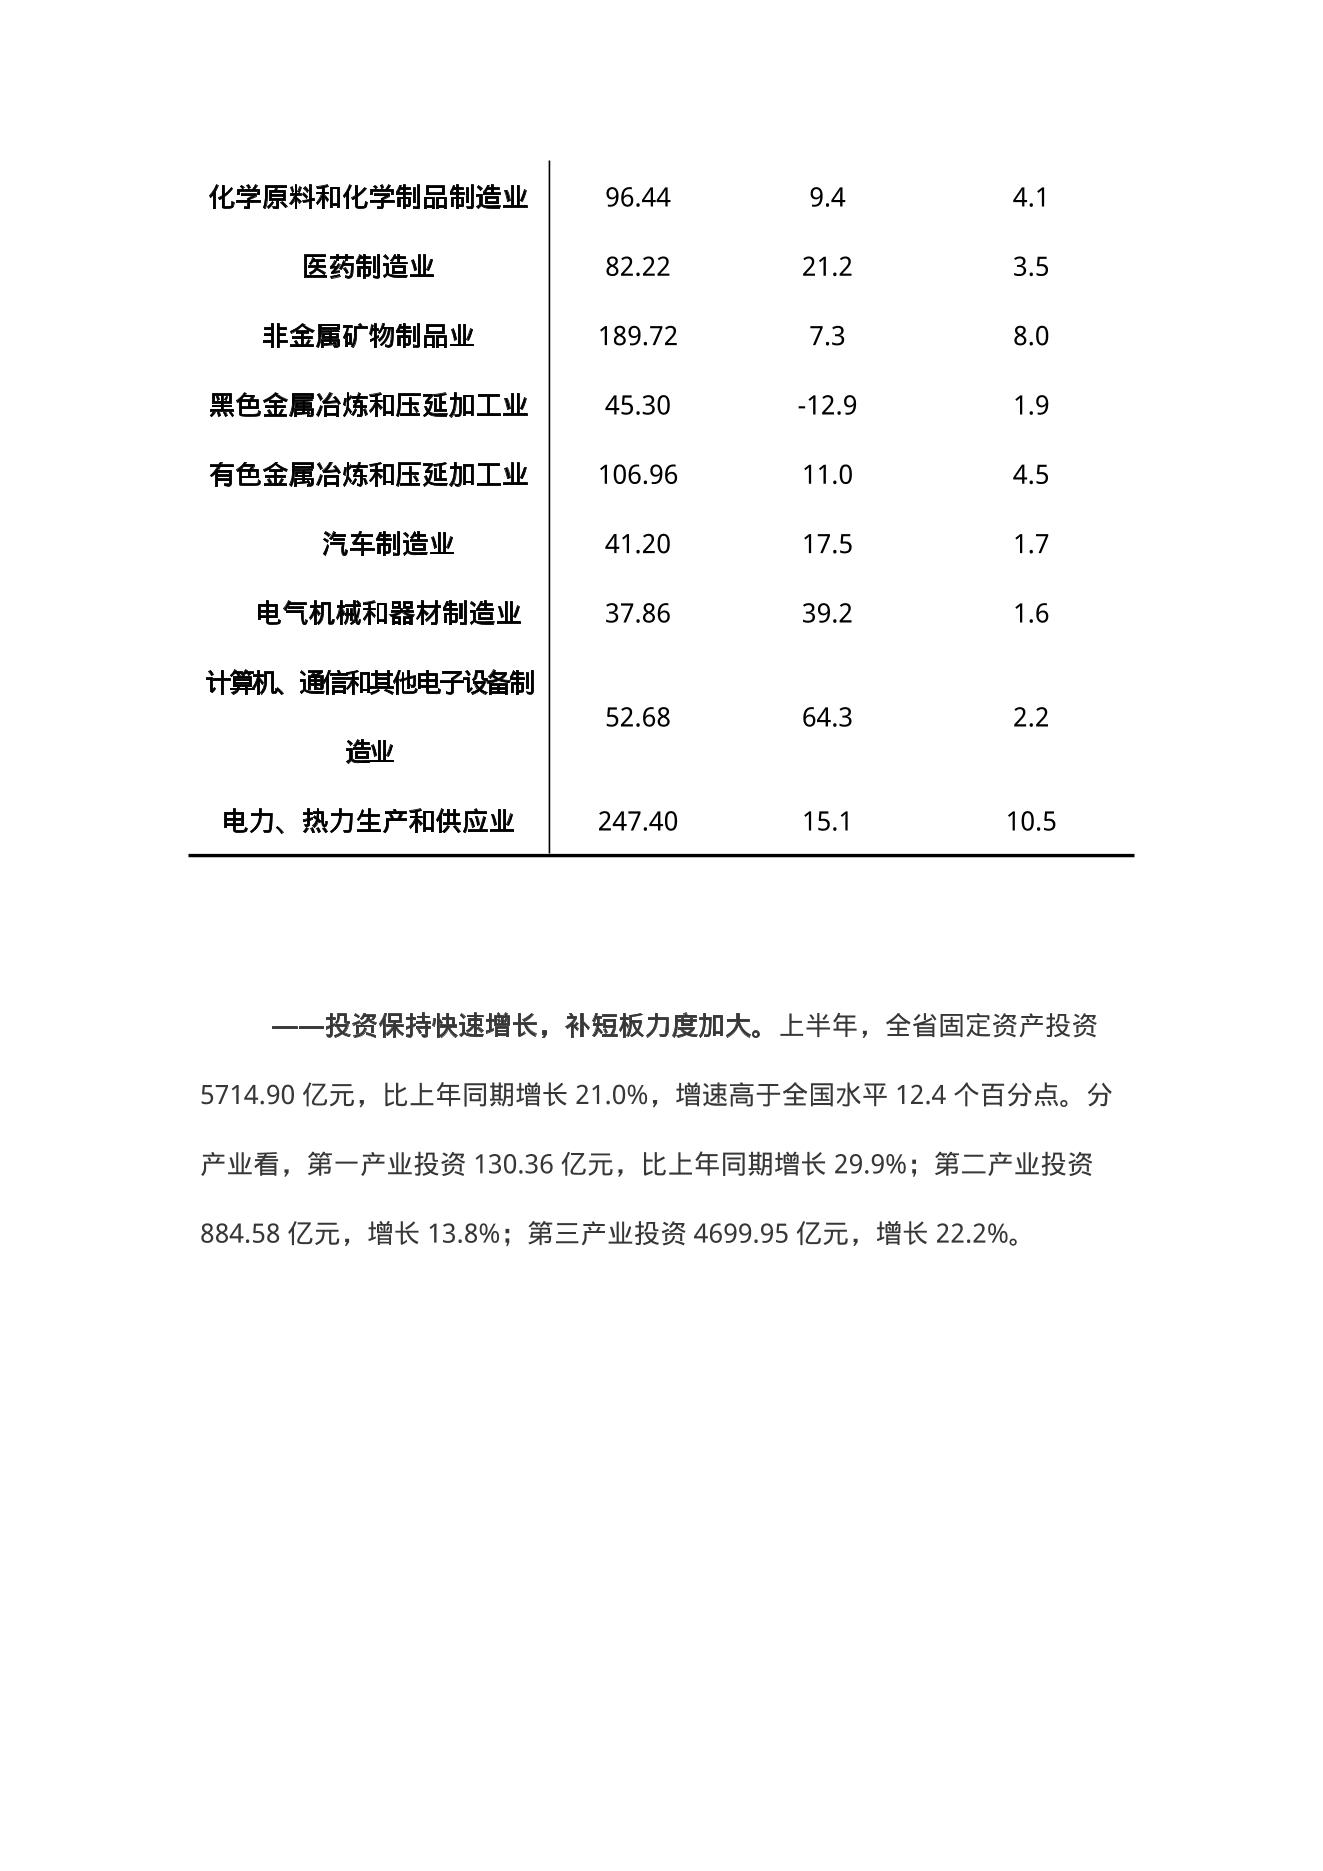 化学原料和化学制品制造业 96.44 9.4 4.1
医药制造业 82.22 21.2 3.5
非金属矿物制品业 189.72 7.3 8.0
黑色金属冶炼和压延加工业 45.30 -12.9 1.9
有色金属冶炼和压延加工业 106.96 11.0 4.5
汽车制造业 41.20 17.5 1.7
电气机械和器材制造业 37.86 39.2 1.6
计算机、通信和其他电子设备制
造业 52.68 64.3 2.2
电力、热力生产和供应业 247.40 15.1 10.5
——投资保持快速增长，补短板力度加大。上半年，全省固定资产投资
5714.90 亿元，比上年同期增长 21.0%，增速高于全国水平 12.4 个百分点。分
产业看，第一产业投资 130.36 亿元，比上年同期增长 29.9%；第二产业投资
884.58 亿元，增长 13.8%；第三产业投资 4699.95 亿元，增长 22.2%。